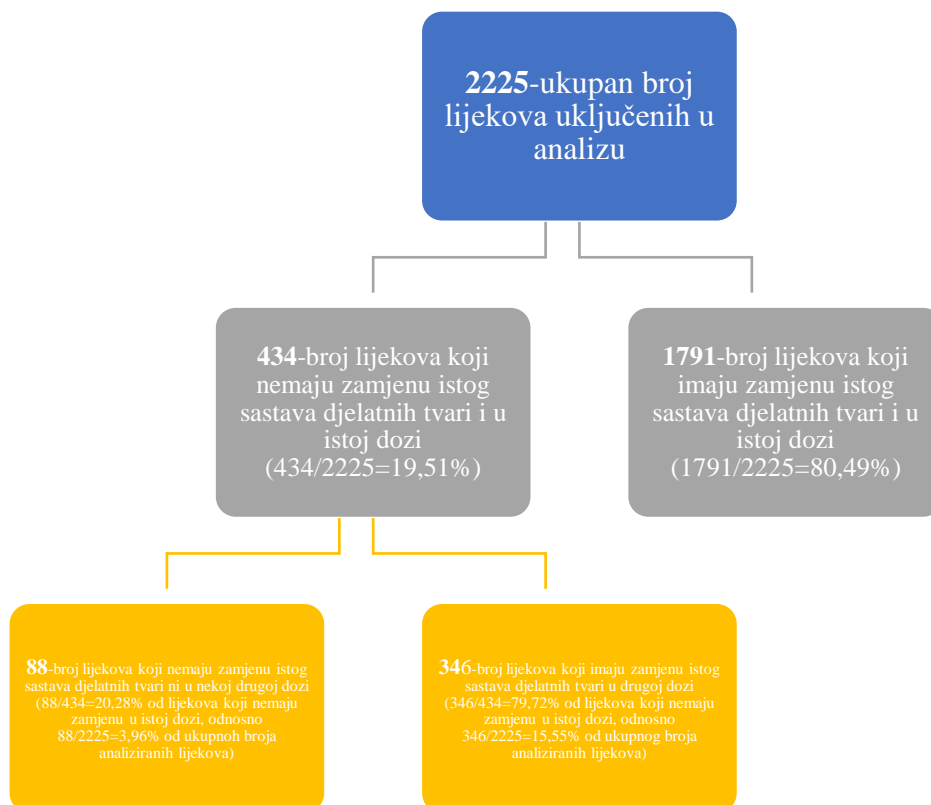 2225-ukupan broj
lijekova uključenih u
analizu
434-broj lijekova koji
nemaju zamjenu istog
sastava djelatnih tvari i u
istoj dozi
(434/2225=19,51%)
1791-broj lijekova koji
imaju zamjenu istog
sastava djelatnih tvari i u
istoj dozi
(1791/2225=80,49%)
88-broj lijekova koji nemaju zamjenu istog
sastava djelatnih tvari ni u nekoj drugoj dozi
(88/434=20,28% od lijekova koji nemaju
zamjenu u istoj dozi, odnosno
88/2225=3,96% od ukupnoh broja
analiziranih lijekova)
346-broj lijekova koji imaju zamjenu istog
sastava djelatnih tvari u drugoj dozi
(346/434=79,72% od lijekova koji nemaju
zamjenu u istoj dozi, odnosno
346/2225=15,55% od ukupnog broja
analiziranih lijekova)